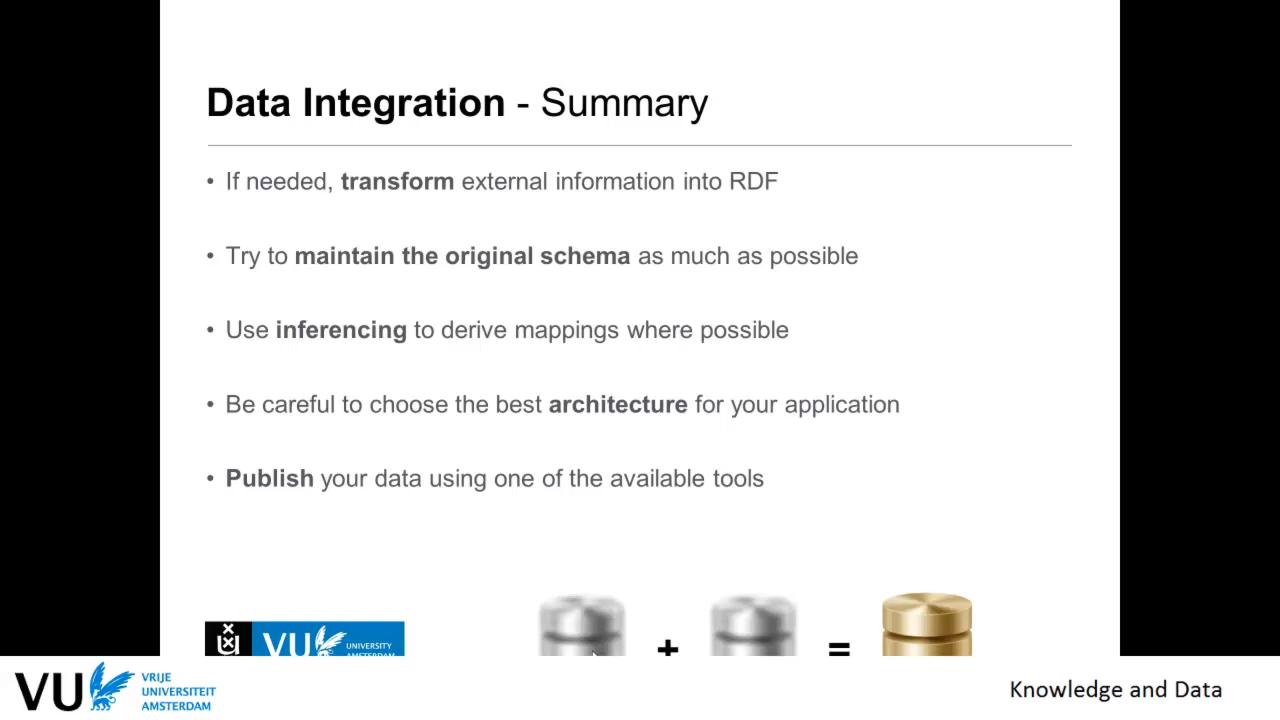 Data Integration - Summary
• If needed, transform external information into RDF
• Try to maintain the original schema as much as possible
• Use inferencing to derive mappings where possible
• Be careful to choose the best architecture for your application
• Publish your data using one of the available tools
+ =
VU UNIVERSITY
AMSTERDAM
VU VRIJE
UNIVERSITEIT
AMSTERDAM
Knowledge and Data